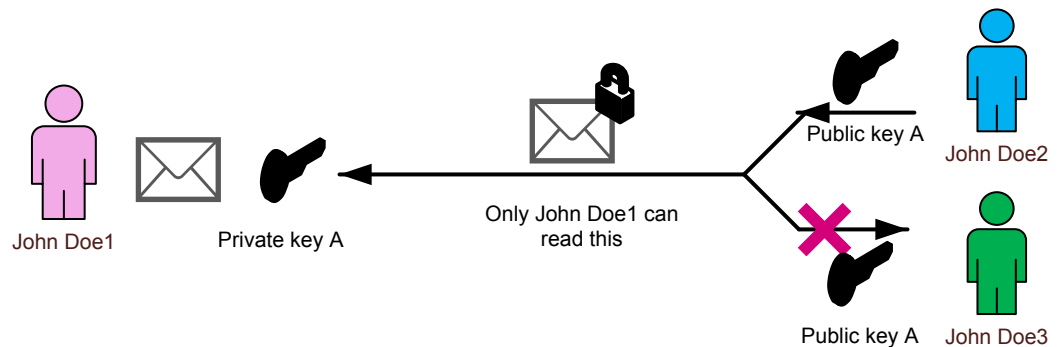 Public key A
John Doe2
Only John Doe1 can
read this
John Doe1
Private key A
Public key A
John Doe3